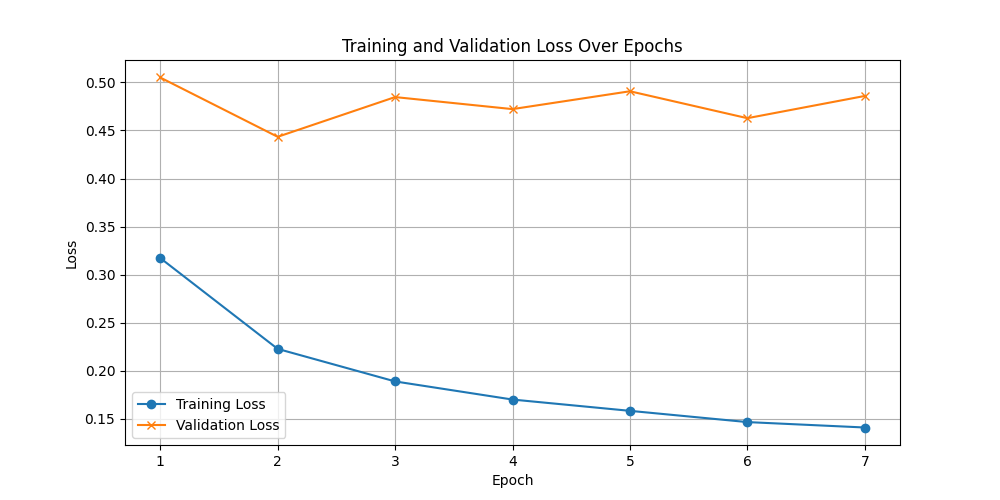 Training and Validation Loss Over Epochs
0.50
0.45
0.40
0.35
0.30
0.25
0.20
0.15
Loss
Training Loss
Validation Loss
1 2 3 4 5 6 7
Epoch